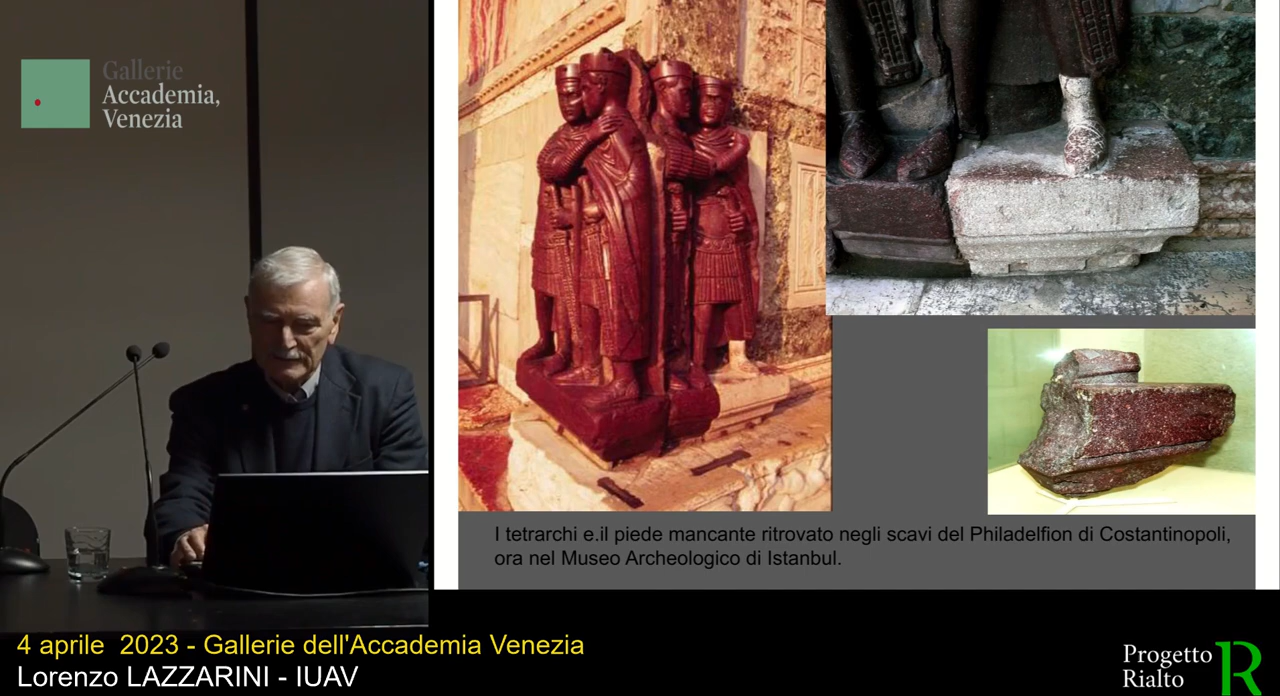 Gallerie
Accademia,
Venezia
I tetrarchi e.il piede mancante ritrovato negli scavi del Philadelfion di Costantinopoli,
ora nel Museo Archeologico di Istanbul.
4 aprile 2023 - Gallerie dell'Accademia Venezia
Lorenzo LAZZARINI - IUAV
Progetto
Rialto
R